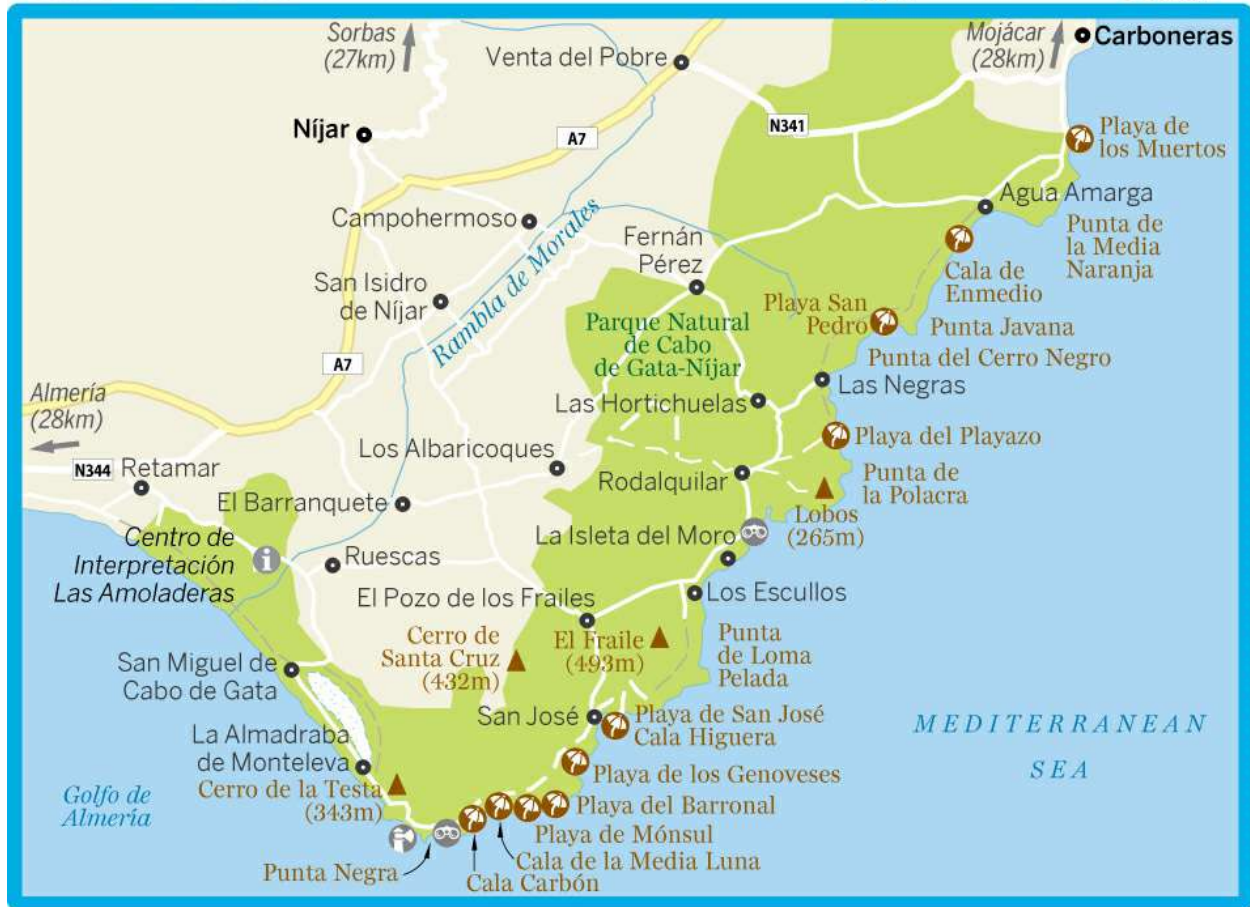 Sorbas
(27km)
Mojácar
(28km)
Carboneras
Venta del Pobre
Níjar
A7
N341
Playa de
los Muertos
Agua Amarga
Campohermoso
Rambla de Morales
Fernán
Pérez
Punta de
la Media
Naranja
Cala de
Enmedio
San Isidro
de Níjar
Playa San
Pedro
Punta Javana
Parque Natural
de Cabo
de Gata-Níjar
Punta del Cerro Negro
A7
Almería
(28km)
Las Negras
Las Hortichuelas
Playa del Playazo
Los Albaricoques
N344
Retamar
Rodalquilar
Punta de
la Polacra
El Barranquete
Lobos
(265m)
Centro de
Interpretación
Las Amoladeras
La Isleta del Moro
Ruescas
Los Escullos
El Pozo de los Frailes
Cerro de
Santa Cruz
(432m)
El Fraile
(493m)
Punta
de Loma
Pelada
San Miguel de
Cabo de Gata
San José
Playa de San José
Cala Higuera
MEDITERRANEAN
SEA
La Almadraba
de Monteleva
Playa de los Genoveses
Cerro de la Testa
(343m)
Golfo de
Almería
Playa del Barronal
Playa de Mónsul
Cala de la Media Luna
Punta Negra
Cala Carbón